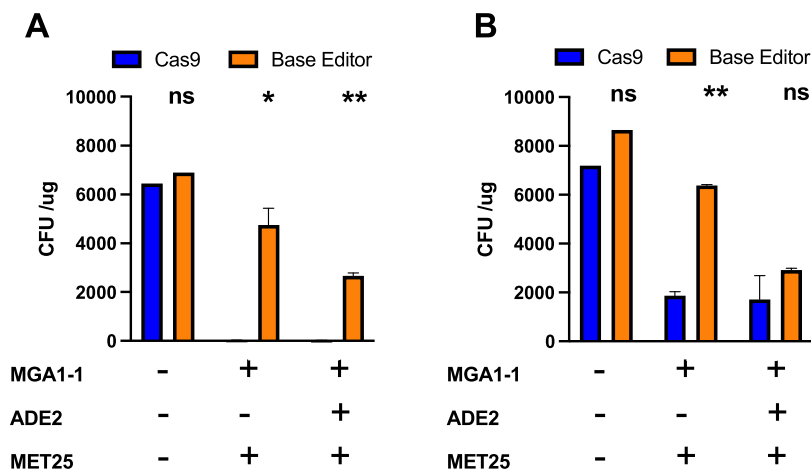 A
Cas9 Base Editor
ns * **
CFU /ug
10000
8000
6000
4000
2000
0
MGA1-1 - + +
ADE2 - - +
MET25 - + +
B
Cas9 Base Editor
ns ** ns
CFU /ug
10000
8000
6000
4000
2000
0
MGA1-1 - + +
ADE2 - - +
MET25 - + +